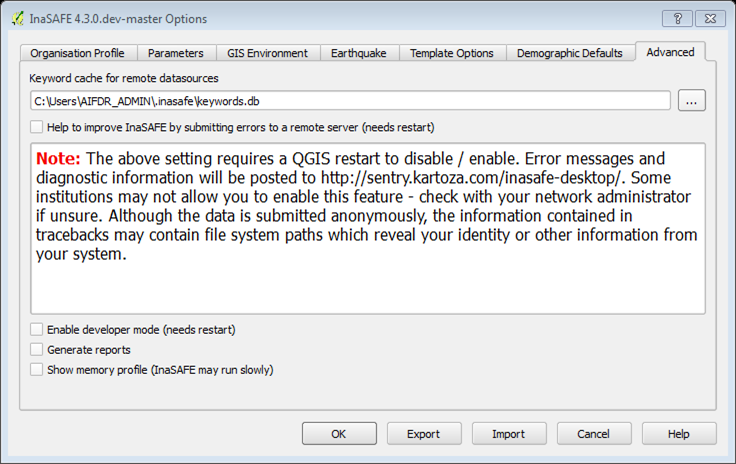 InaSAFE 4.3.0.dev-master Options
Organisation Profile Parameters GIS Environment Earthquake Template Options Demographic Defaults Advanced
Keyword cache for remote datasources
C:\Users\AIFDR_ADMIN\.inasafe\keywords.db ...
Help to improve InaSAFE by submitting errors to a remote server (needs restart)
Note: The above setting requires a QGIS restart to disable / enable. Error messages and
diagnostic information will be posted to http://sentry.kartoza.com/inasafe-desktop/. Some
institutions may not allow you to enable this feature - check with your network administrator
if unsure. Although the data is submitted anonymously, the information contained in
tracebacks may contain file system paths which reveal your identity or other information from
your system.
Enable developer mode (needs restart)
Generate reports
Show memory profile (InaSAFE may run slowly)
OK Export Import Cancel Help